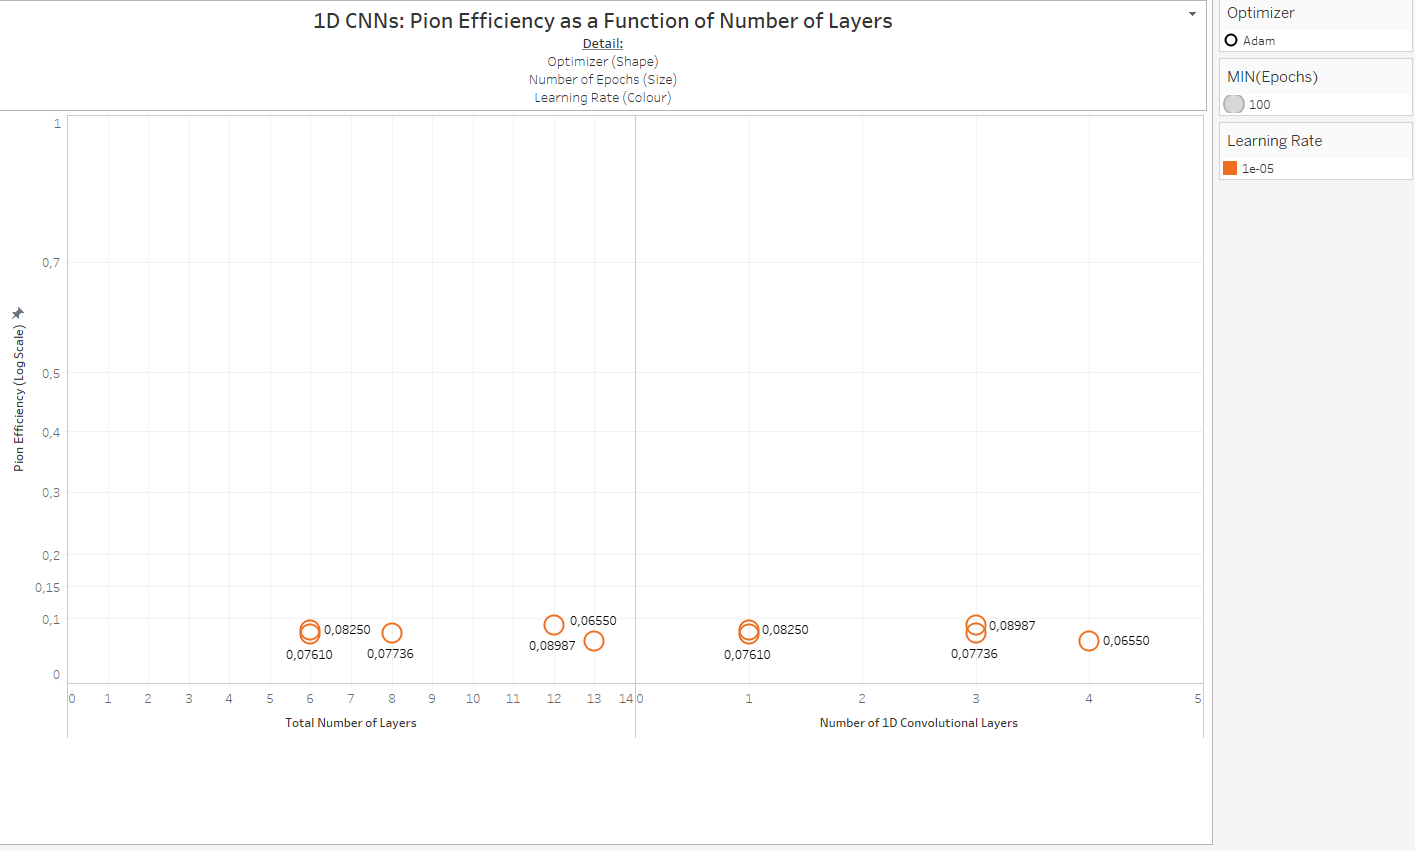 1D CNNs: Pion Efficiency as a Function of Number of Layers
Detail:
Optimizer (Shape)
Number of Epochs (Size)
Learning Rate (Colour)
Optimizer
Adam
MIN(Epochs)
100
Learning Rate
1e-05
Pion Efficiency (Log Scale)
1
0,7
0,5
0,4
0,3
0,2
0,15
0,1
0
0,08250
0,07610
0,07736
0,06550
0,08987
0,08250
0,07610
0,08987
0,07736
0,06550
0 1 2 3 4 5 6 7 8 9 10 11 12 13 14
0 1 2 3 4 5
Total Number of Layers
Number of 1D Convolutional Layers